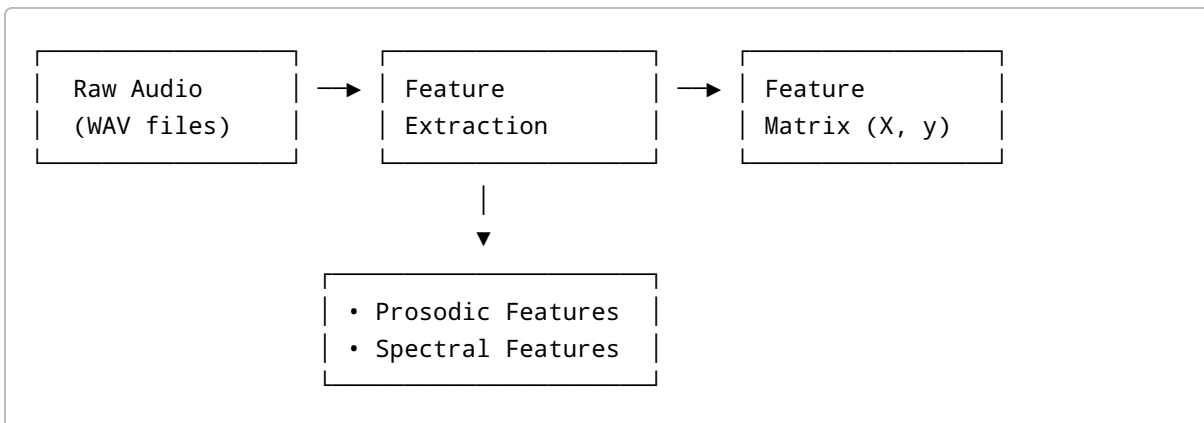 Raw Audio
(WAV files)
Feature
Extraction
Feature
Matrix (X, y)
• Prosodic Features
• Spectral Features